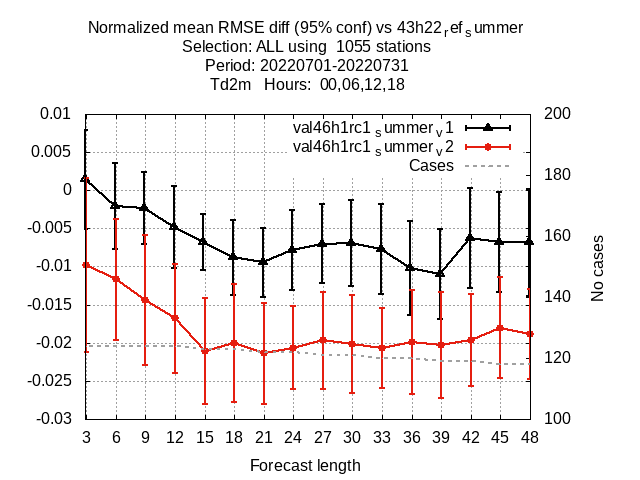 Normalized mean RMSE diff (95% conf) vs 43h22refsummer
Selection: ALL using 1055 stations
Period: 20220701-20220731
Td2m Hours: 00,06,12,18
0.01 200
val46h1rc1summerv1
val46h1rc1summerv2
Cases
0.005
180
0
-0.005
160
-0.01
No cases
140
-0.015
-0.02
120
-0.025
-0.03 100
3 6 9 12 15 18 21 24 27 30 33 36 39 42 45 48
Forecast length